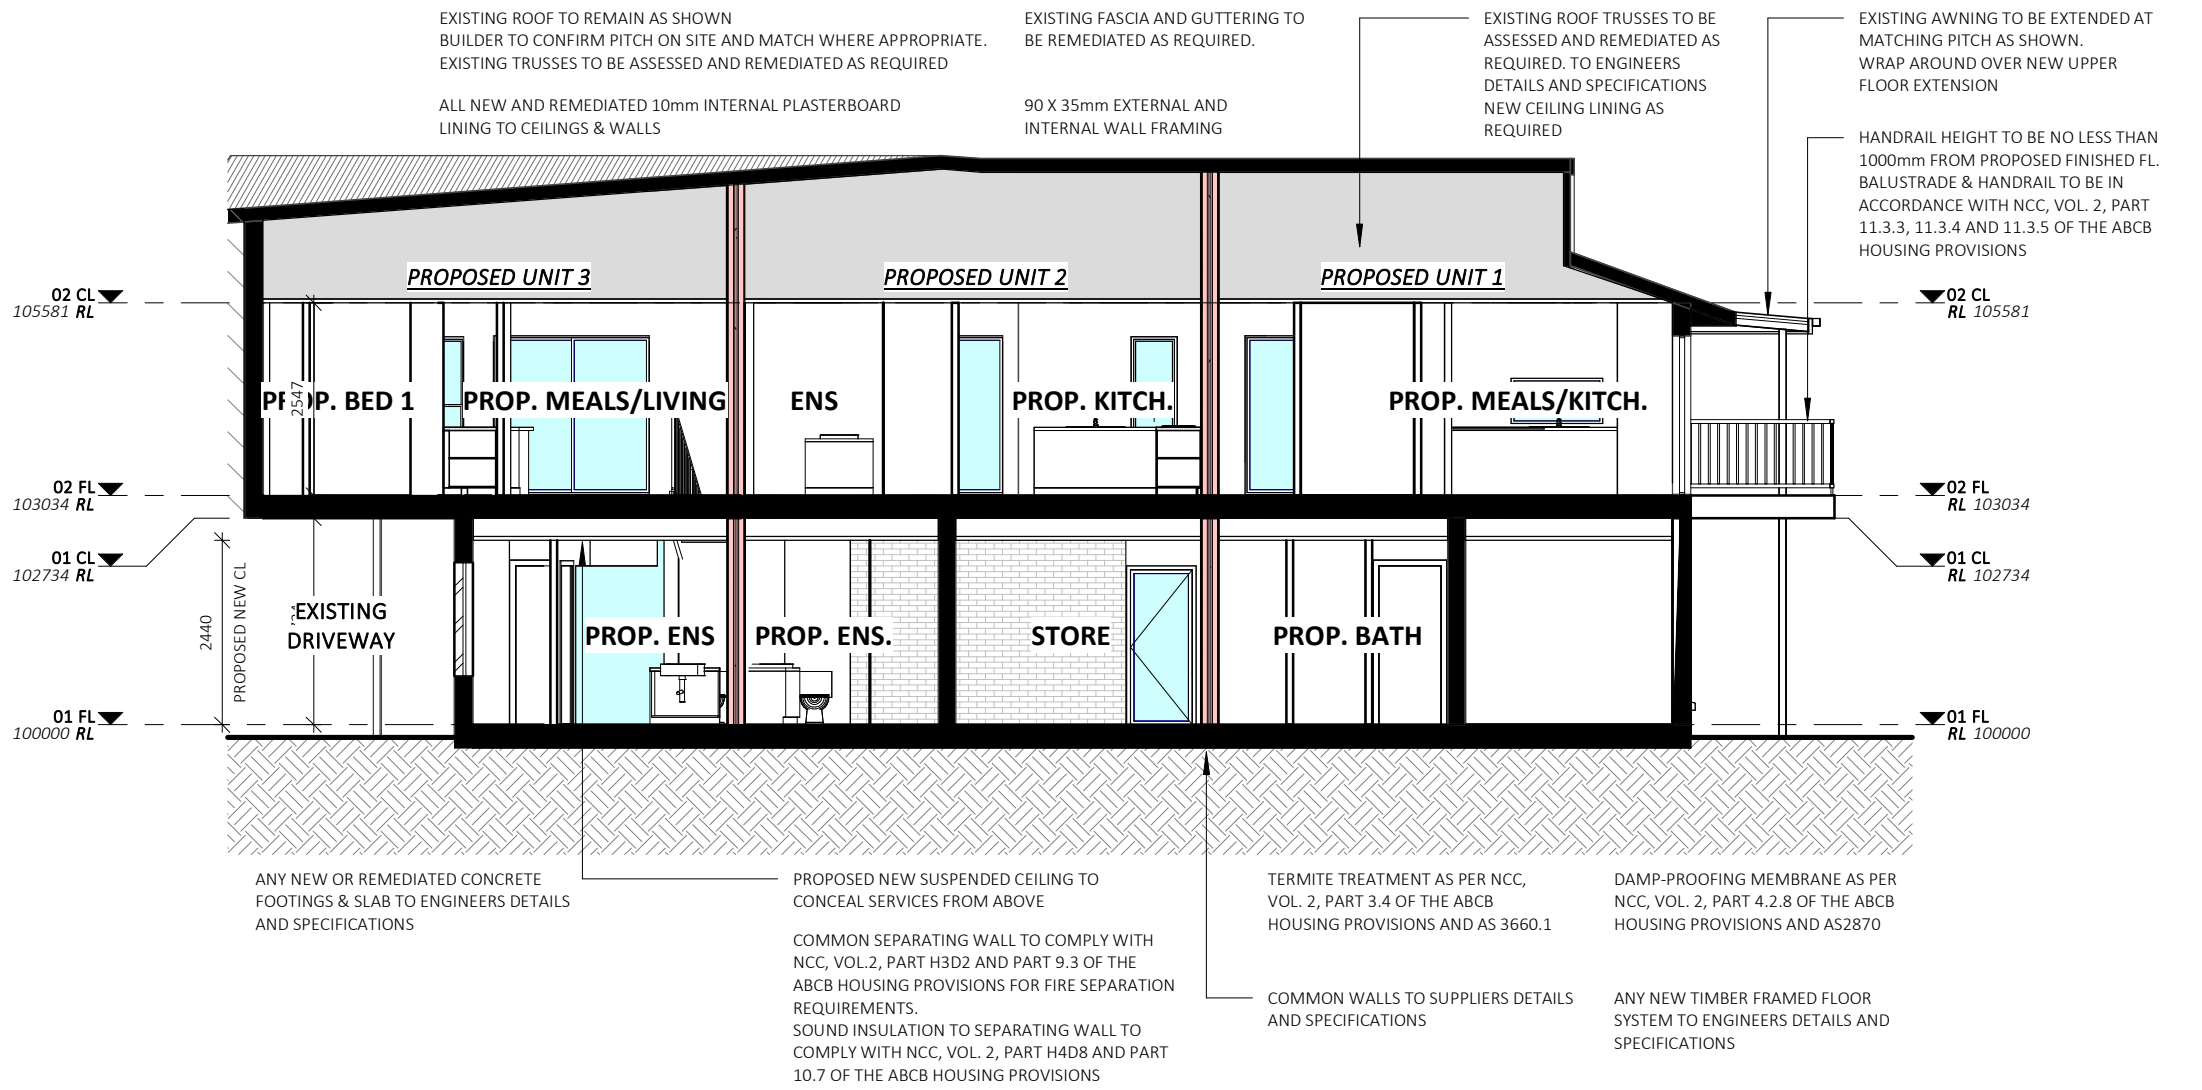 EXISTING ROOF TO REMAIN AS SHOWN
BUILDER TO CONFIRM PITCH ON SITE AND MATCH WHERE APPROPRIATE.
EXISTING TRUSSES TO BE ASSESSED AND REMEDIATED AS REQUIRED
ALL NEW AND REMEDIATED 10mm INTERNAL PLASTERBOARD
LINING TO CEILINGS & WALLS
EXISTING FASCIA AND GUTTERING TO
BE REMEDIATED AS REQUIRED.
90 X 35mm EXTERNAL AND
INTERNAL WALL FRAMING
EXISTING ROOF TRUSSES TO BE
ASSESSED AND REMEDIATED AS
REQUIRED. TO ENGINEERS
DETAILS AND SPECIFICATIONS
NEW CEILING LINING AS
REQUIRED
EXISTING AWNING TO BE EXTENDED AT
MATCHING PITCH AS SHOWN.
WRAP AROUND OVER NEW UPPER
FLOOR EXTENSION
HANDRAIL HEIGHT TO BE NO LESS THAN
1000mm FROM PROPOSED FINISHED FL.
BALUSTRADE & HANDRAIL TO BE IN
ACCORDANCE WITH NCC, VOL. 2, PART
11.3.3, 11.3.4 AND 11.3.5 OF THE ABCB
HOUSING PROVISIONS
PROPOSED UNIT 3
PROPOSED UNIT 2
PROPOSED UNIT 1
02 CL
105581 RL
02 CL
RL 105581
2547
BED 1
PROP. MEALS/LIVING
ENS
PROP. KITCH.
PROP. MEALS/KITCH.
02 FL
103034 RL
02 FL
RL 103034
01 CL
102734 RL
01 CL
RL 102734
2440
PROPOSED NEW CL
EXISTING
DRIVEWAY
PROP. ENS
PROP. ENS.
STORE
PROP. BATH
01 FL
100000 RL
01 FL
RL 100000
ANY NEW OR REMEDIATED CONCRETE
FOOTINGS & SLAB TO ENGINEERS DETAILS
AND SPECIFICATIONS
PROPOSED NEW SUSPENDED CEILING TO
CONCEAL SERVICES FROM ABOVE
COMMON SEPARATING WALL TO COMPLY WITH
NCC, VOL.2, PART H3D2 AND PART 9.3 OF THE
ABCB HOUSING PROVISIONS FOR FIRE SEPARATION
REQUIREMENTS.
SOUND INSULATION TO SEPARATING WALL TO
COMPLY WITH NCC, VOL. 2, PART H4D8 AND PART
10.7 OF THE ABCB HOUSING PROVISIONS
TERMITE TREATMENT AS PER NCC,
VOL. 2, PART 3.4 OF THE ABCB
HOUSING PROVISIONS AND AS 3660.1
COMMON WALLS TO SUPPLIERS DETAILS
AND SPECIFICATIONS
DAMP-PROOFING MEMBRANE AS PER
NCC, VOL. 2, PART 4.2.8 OF THE ABCB
HOUSING PROVISIONS AND AS2870
ANY NEW TIMBER FRAMED FLOOR
SYSTEM TO ENGINEERS DETAILS AND
SPECIFICATIONS